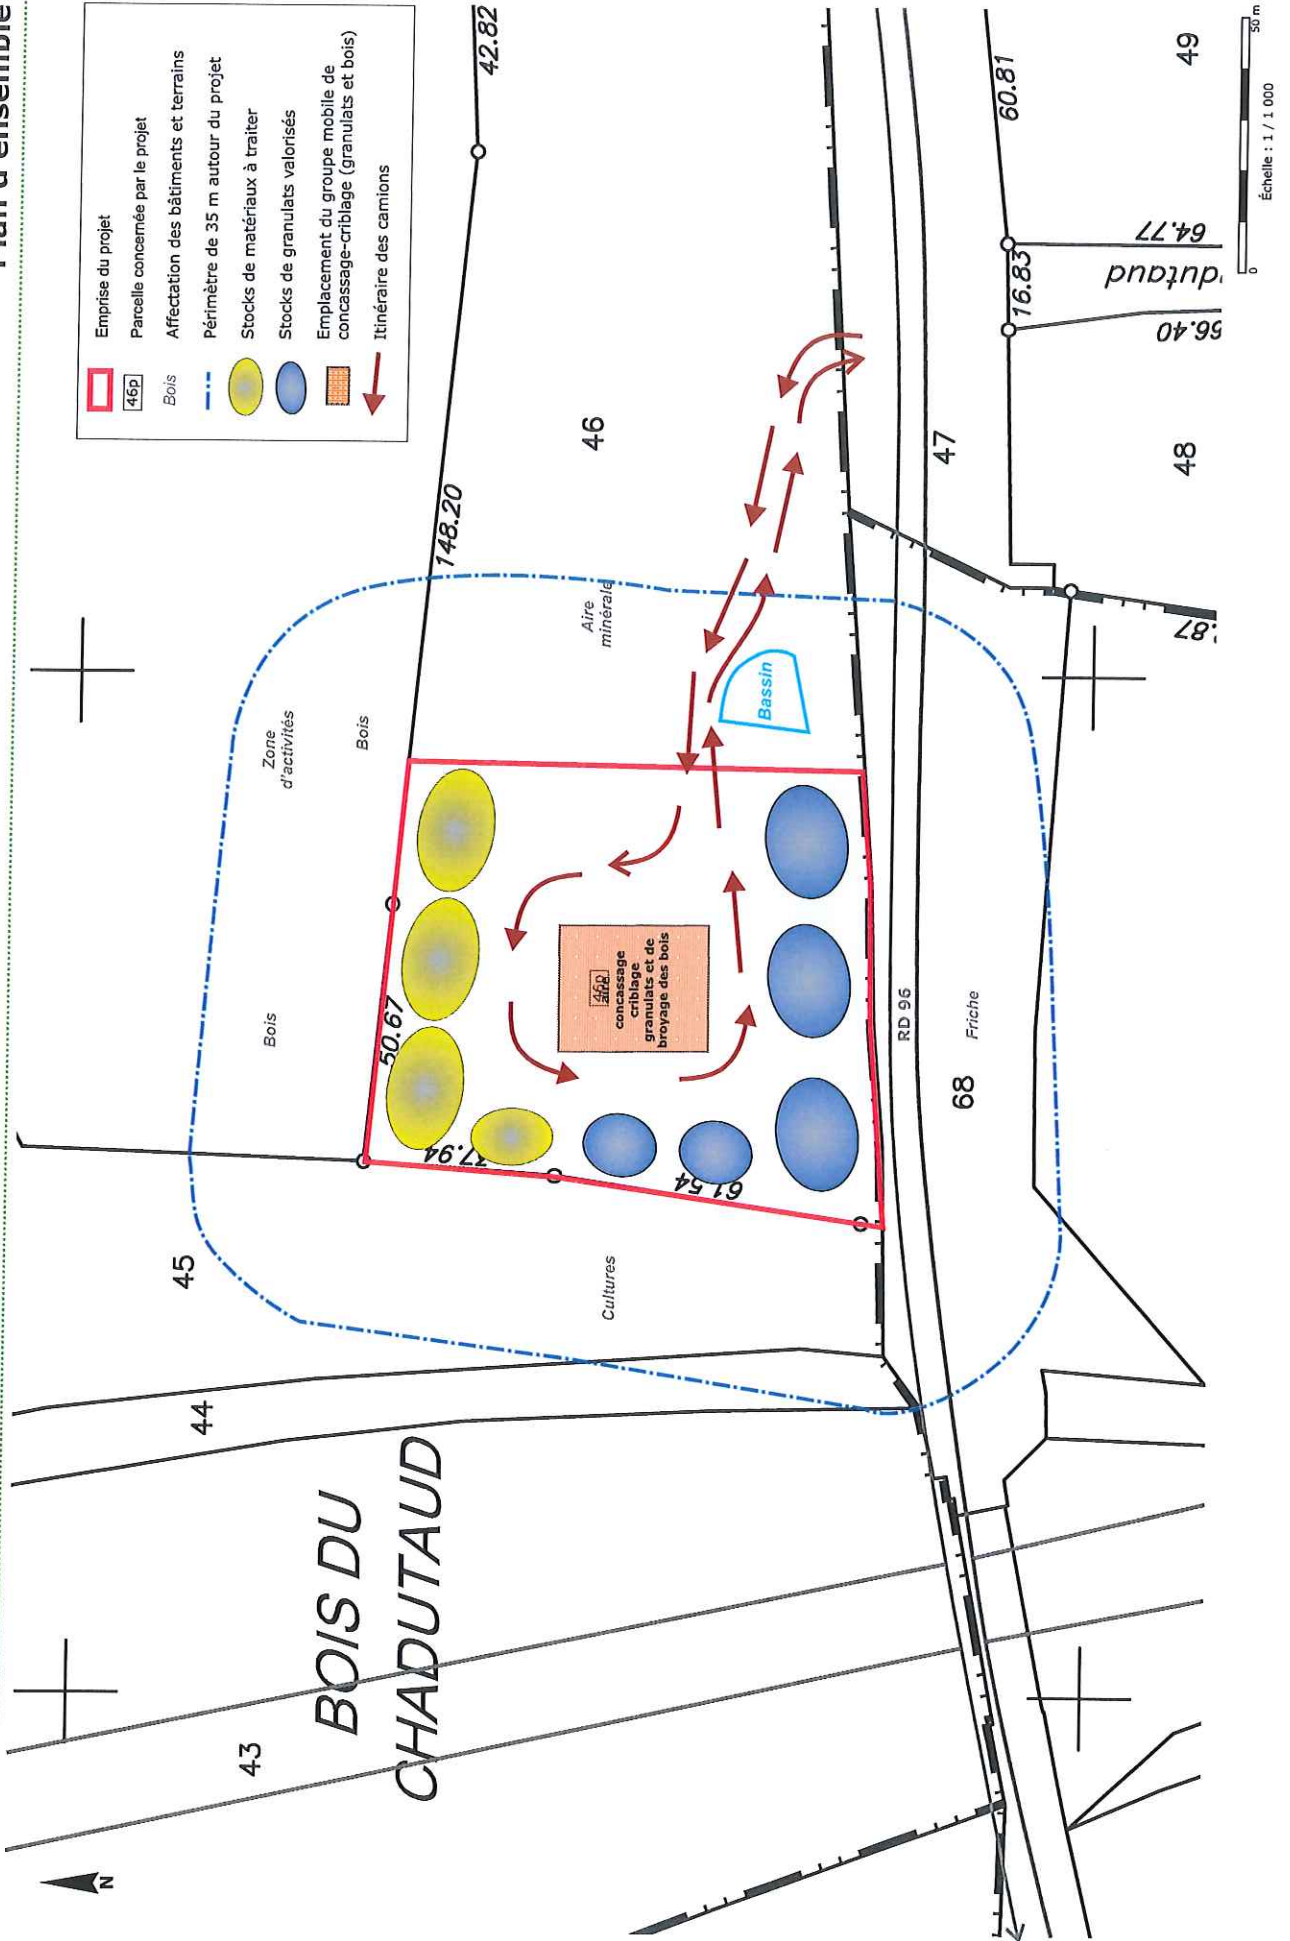 Plan d'ensemble
Emprise du projet
46p
Parcelle concernée par le projet
Bois
Affectation des bâtiments et terrains
Périmètre de 35 m autour du projet
Stocks de matériaux à traiter
Stocks de granulats valorisés
Emplacement du groupe mobile de
concassage-criblage (granulats et bois)
Itinéraire des camions
N
43
BOIS DU
CHADUTAUD
44
45
Bois
Zone
d'activités
Bois
148.20
42.82
50.67
37.94
61.54
46
Aire
minérale
Cultures
46p
aire
concassage
criblage
granulats et de
broyage des bois
Bassin
RD 96
Friche
68
47
48
49
60.81
16.83
64.77
dutaud
66.40
.87
0
50 m
Échelle : 1 / 1 000